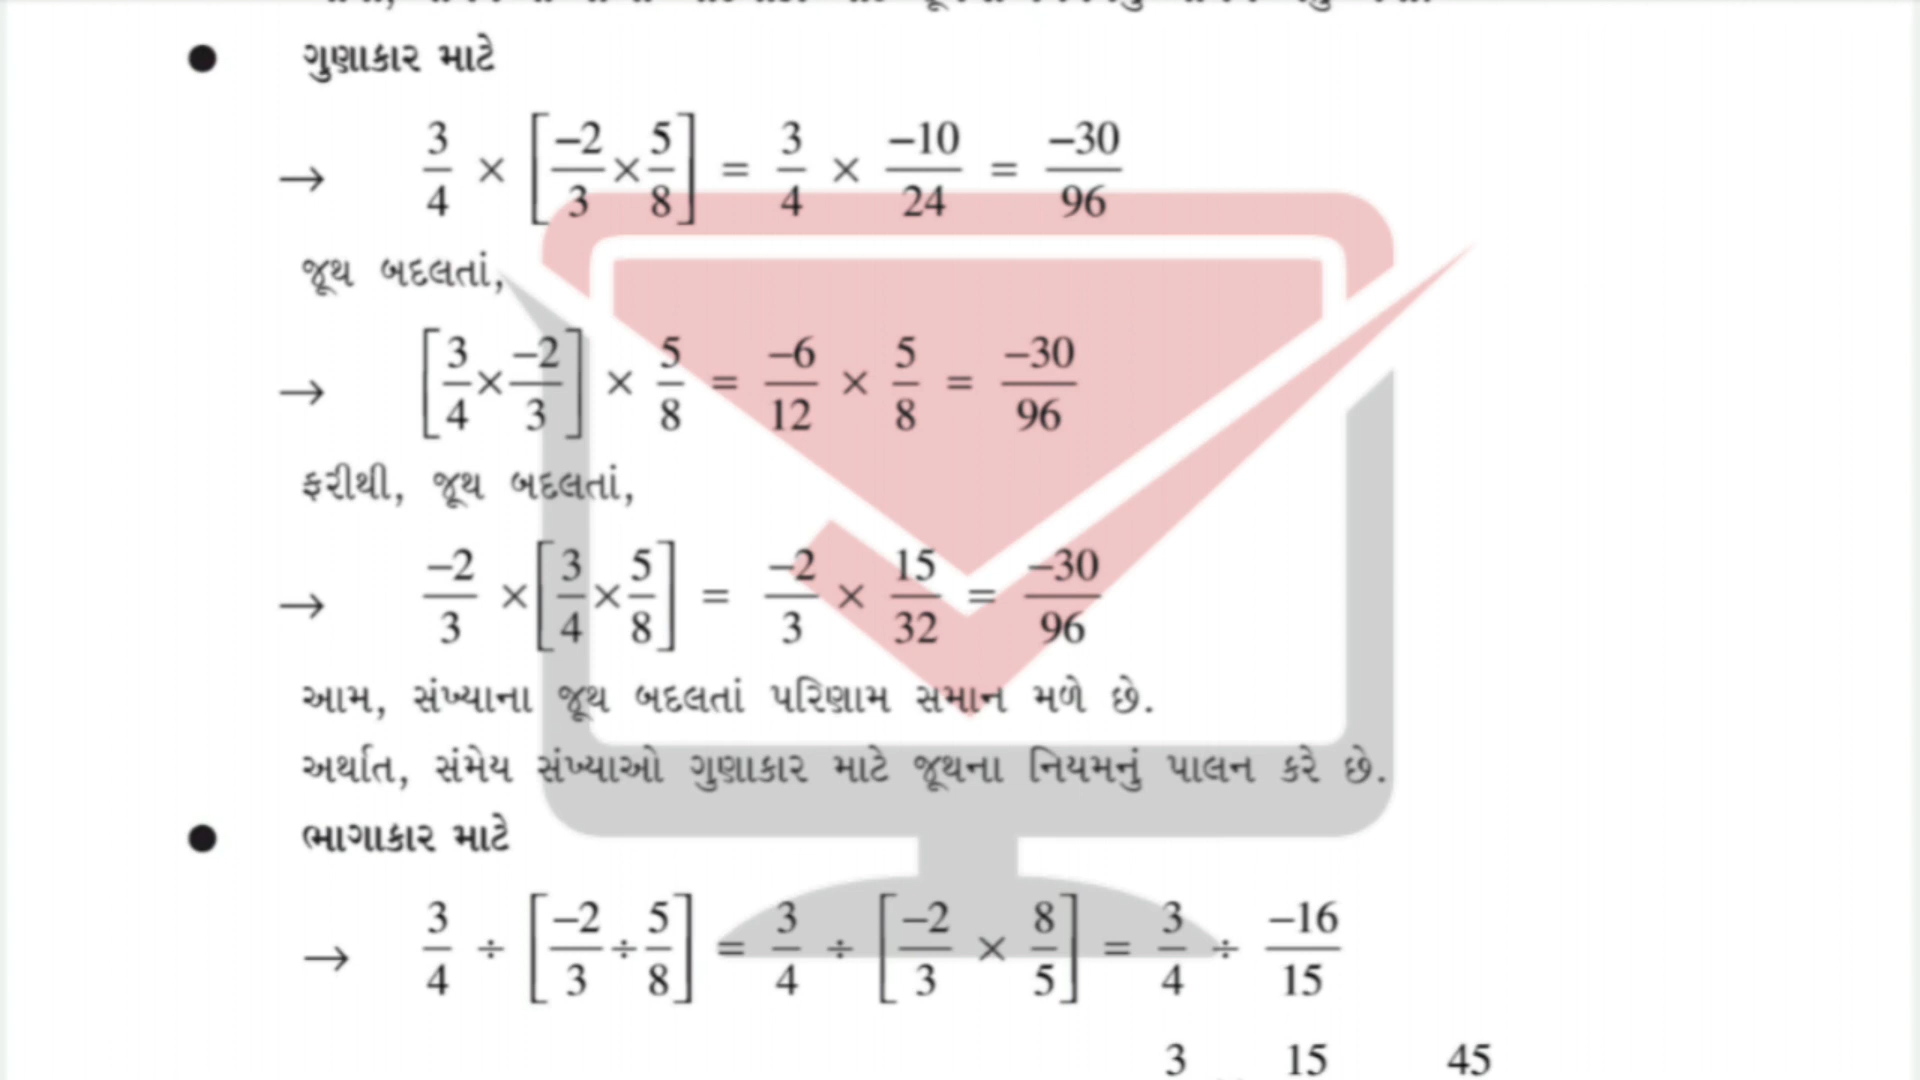 ● ગુણાકાર માટે
→ 3/4 × [−2/3 × 5/8] = 3/4 × −10/24 = −30/96
જૂથ બદલતાં,
→ [3/4 × −2/3] × 5/8 = −6/12 × 5/8 = −30/96
ફરીથી, જૂથ બદલતાં,
→ −2/3 × [3/4 × 5/8] = −2/3 × 15/32 = −30/96
આમ, સંખ્યાના જૂથ બદલતાં પરિણામ સમાન મળે છે.
અર્થાત, સંમેય સંખ્યાઓ ગુણાકાર માટે જૂથના નિયમનું પાલન કરે છે.
● ભાગાકાર માટે
→ 3/4 ÷ [−2/3 ÷ 5/8] = 3/4 ÷ [−2/3 × 8/5] = 3/4 ÷ −16/15
3 15 45